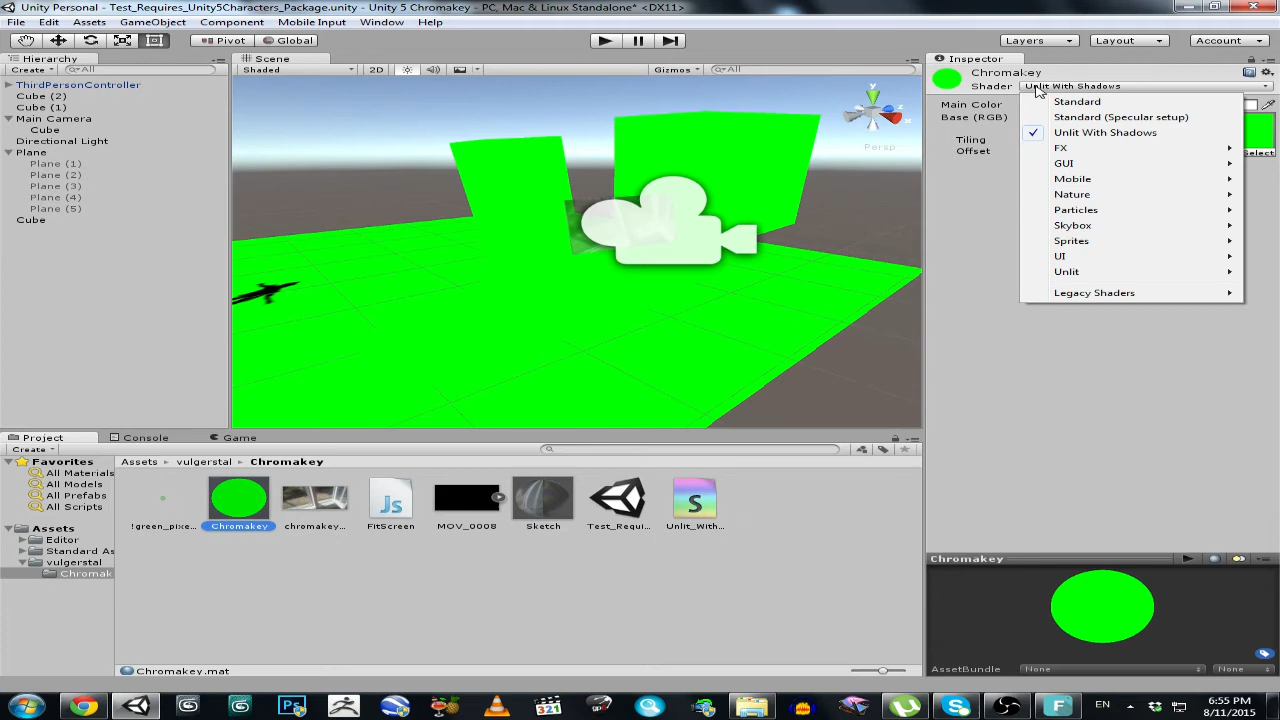 Unity Personal - Test_Requires_Unity5Characters_Package.unity - Unity 5 Chromakey - PC, Mac & Linux Standalone* <DX11>
File Edit Assets GameObject Component Mobile Input Window Help
Pivot Global Layers Layout Account
Hierarchy
Create All
ThirdPersonController
Cube (2)
Cube (1)
Main Camera
Cube
Directional Light
Plane
Plane (1)
Plane (2)
Plane (3)
Plane (4)
Plane (5)
Cube
Scene
Shaded 2D Gizmos All
y
x
Persp
Inspector
Chromakey
Shader Unlit With Shadows
Main Color
Base (RGB)
Tiling
Offset
Select
Standard
Standard (Specular setup)
Unlit With Shadows
FX
GUI
Mobile
Nature
Particles
Skybox
Sprites
UI
Unlit
Legacy Shaders
Project Console Game
Create
Favorites
All Materials
All Models
All Prefabs
All Scripts
Assets
Editor
Standard As
vulgerstal
Chromak
Assets vulgerstal Chromakey
!green_pixe... Chromakey chromakey... FitScreen MOV_0008 Sketch Test_Requi... Unlit_With...
Chromakey.mat
Chromakey
AssetBundle None None
EN 6:55 PM
8/11/2015